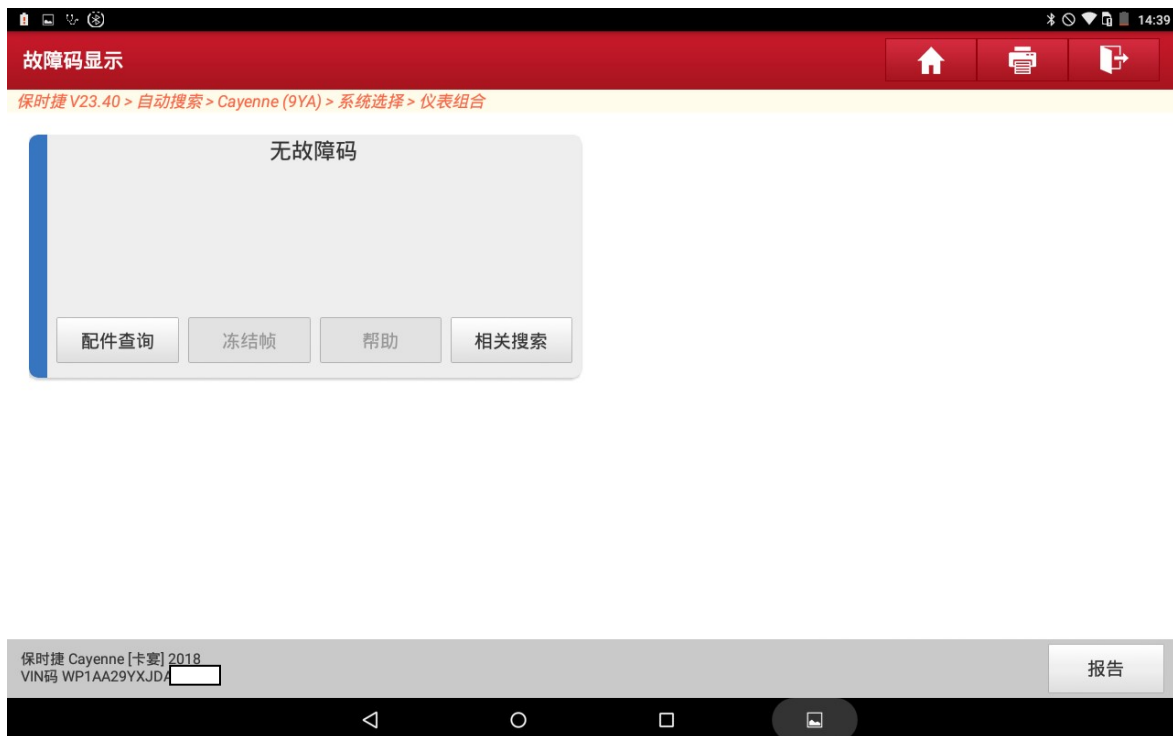 14:39
故障码显示
保时捷 V23.40 > 自动搜索 > Cayenne (9YA) > 系统选择 > 仪表组合
无故障码
配件查询 冻结帧 帮助 相关搜索
保时捷 Cayenne [卡宴] 2018
VIN码 WP1AA29YXJDA
报告